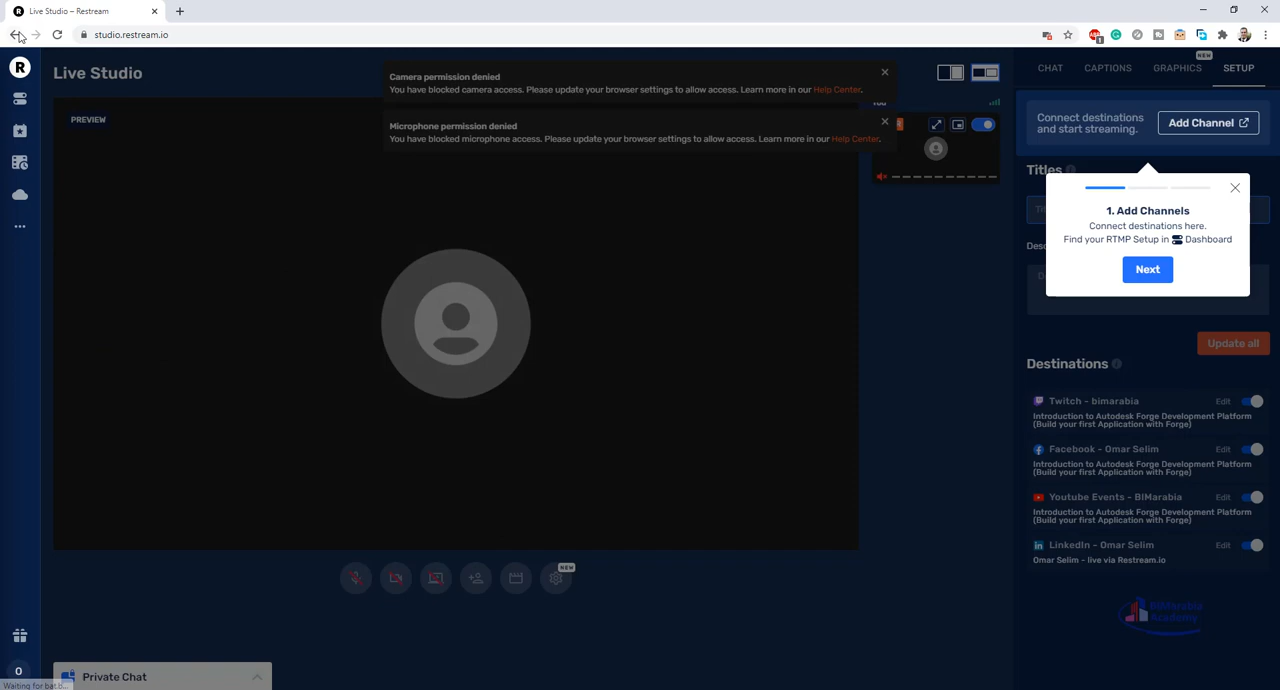 Live Studio – Restream
studio.restream.io
1
R
Live Studio
PREVIEW
Camera permission denied
You have blocked camera access. Please update your browser settings to allow access. Learn more in our Help Center.
Microphone permission denied
You have blocked microphone access. Please update your browser settings to allow access. Learn more in our Help Center.
You
NEW
CHAT
CAPTIONS
GRAPHICS
SETUP
Connect destinations
and start streaming.
Add Channel
Titles
1. Add Channels
Connect destinations here.
Find your RTMP Setup in Dashboard
Next
Update all
Destinations
Twitch - bimarabia
Edit
Introduction to Autodesk Forge Development Platform
(Build your first Application with Forge)
Facebook - Omar Selim
Edit
Introduction to Autodesk Forge Development Platform
(Build your first Application with Forge)
Youtube Events - BIMarabia
Edit
Introduction to Autodesk Forge Development Platform
(Build your first Application with Forge)
LinkedIn - Omar Selim
Edit
Omar Selim - live via Restream.io
NEW
BIMarabia
Academy
Private Chat
0